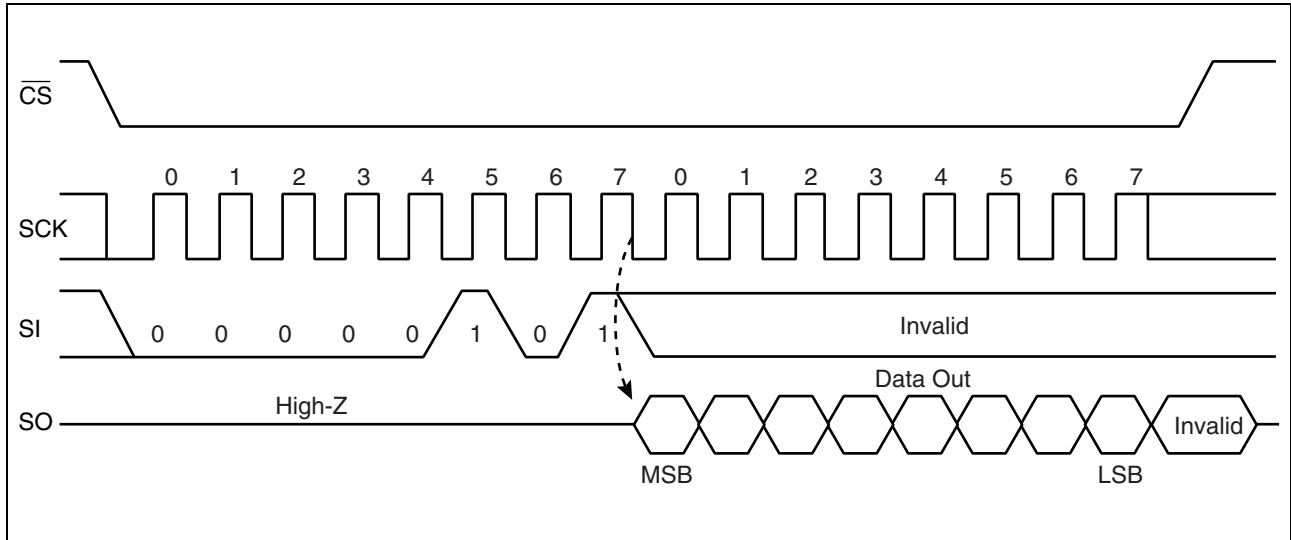 CS
0 1 2 3 4 5 6 7 0 1 2 3 4 5 6 7
SCK
SI
0 0 0 0 0 1 0 1 Invalid
Data Out
High-Z
SO
Invalid
MSB LSB